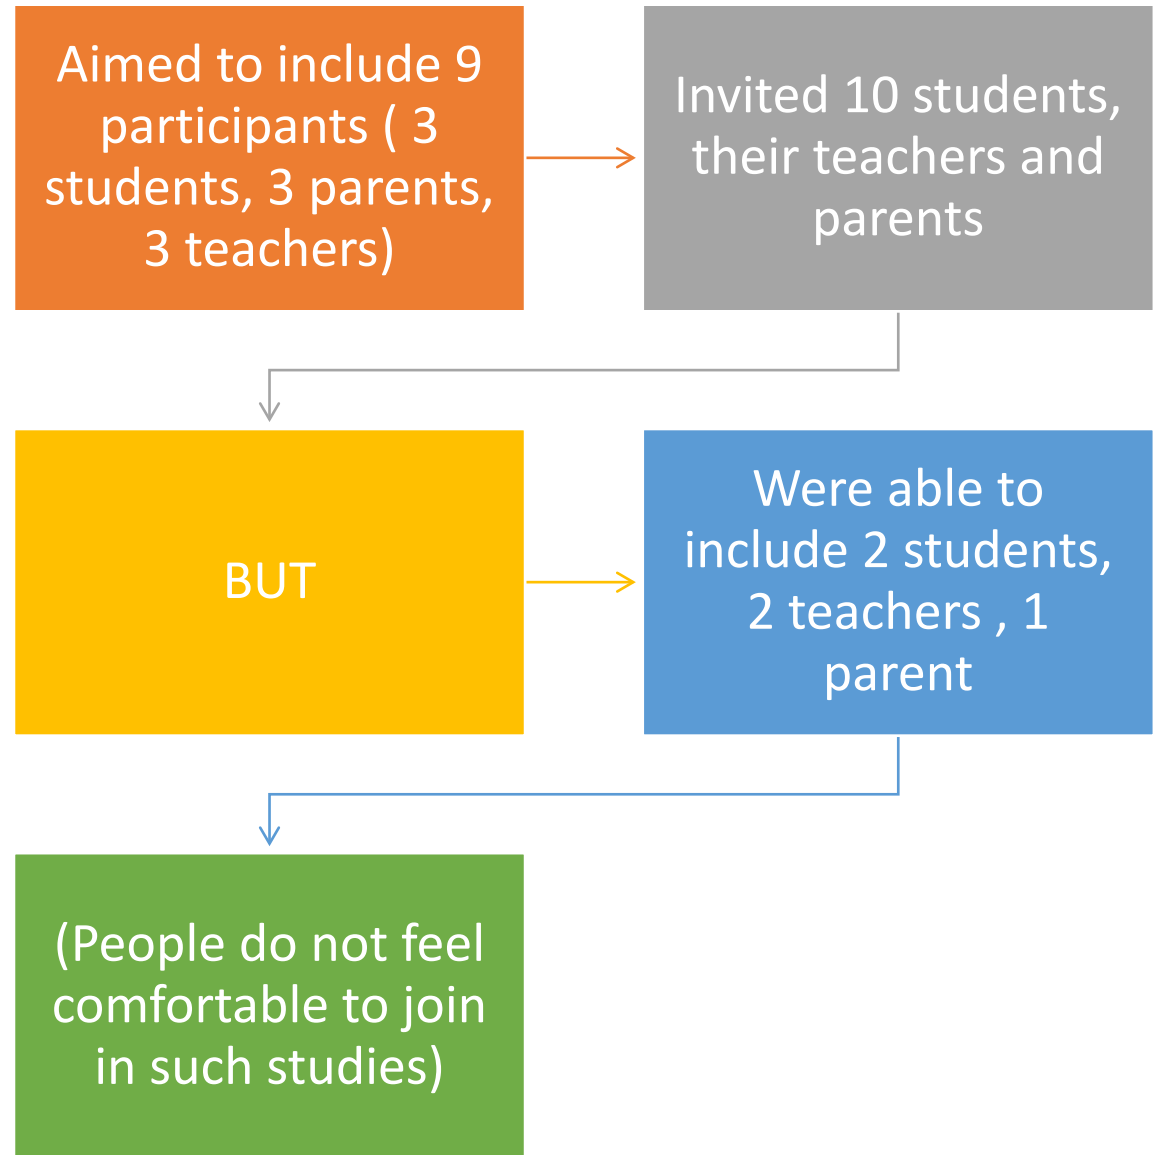 Aimed to include 9
participants ( 3
students, 3 parents,
3 teachers)
Invited 10 students,
their teachers and
parents
BUT
Were able to
include 2 students,
2 teachers , 1
parent
(People do not feel
comfortable to join
in such studies)